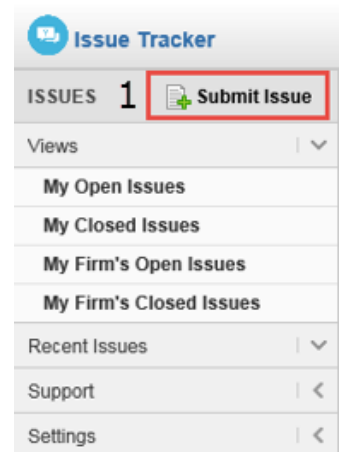 Issue Tracker
ISSUES 1 Submit Issue
Views
My Open Issues
My Closed Issues
My Firm's Open Issues
My Firm's Closed Issues
Recent Issues
Support
Settings